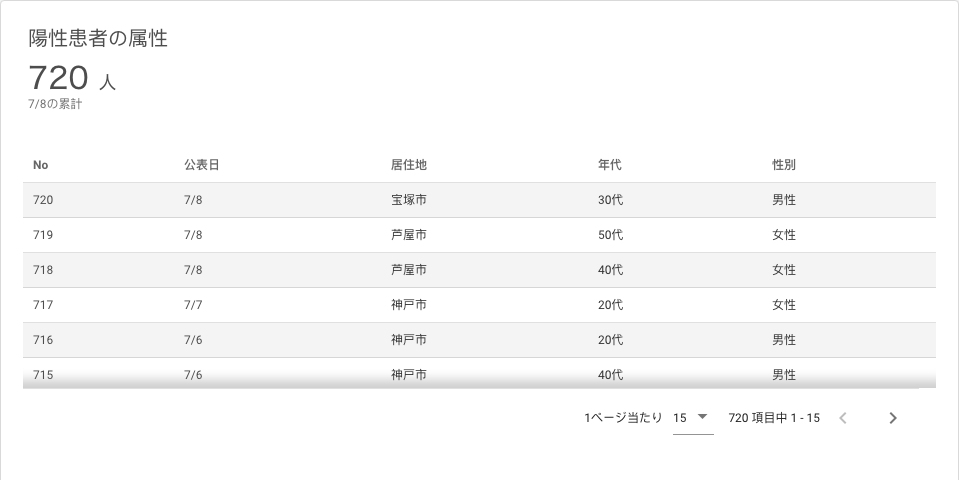 陽性患者の属性
720 人
7/8の累計
No 公表日 居住地 年代 性別
720 7/8 宝塚市 30代 男性
719 7/8 芦屋市 50代 女性
718 7/8 芦屋市 40代 女性
717 7/7 神戸市 20代 女性
716 7/6 神戸市 20代 男性
715 7/6 神戸市 40代 男性
1ページ当たり 15 720 項目中 1 - 15